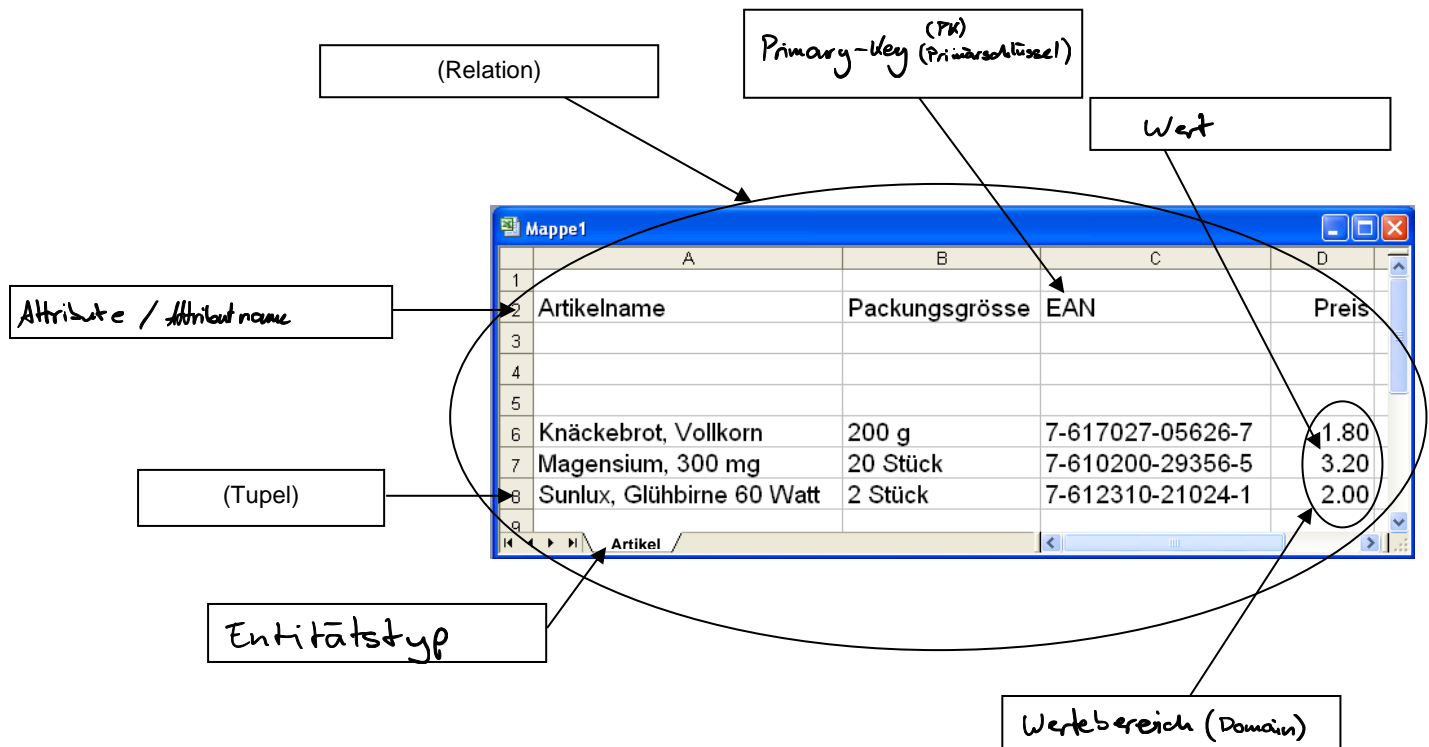 (PK)
Primary-Key (Primärschlüssel)
(Relation)
Wert
Mappe1
A B C D
1
Attribute / Attributname
2 Artikelname Packungsgrösse EAN Preis
3
4
5
6 Knäckebrot, Vollkorn 200 g 7-617027-05626-7 1.80
7 Magensium, 300 mg 20 Stück 7-610200-29356-5 3.20
(Tupel)
8 Sunlux, Glühbirne 60 Watt 2 Stück 7-612310-21024-1 2.00
9
Artikel
Entitätstyp
Wertebereich (Domain)